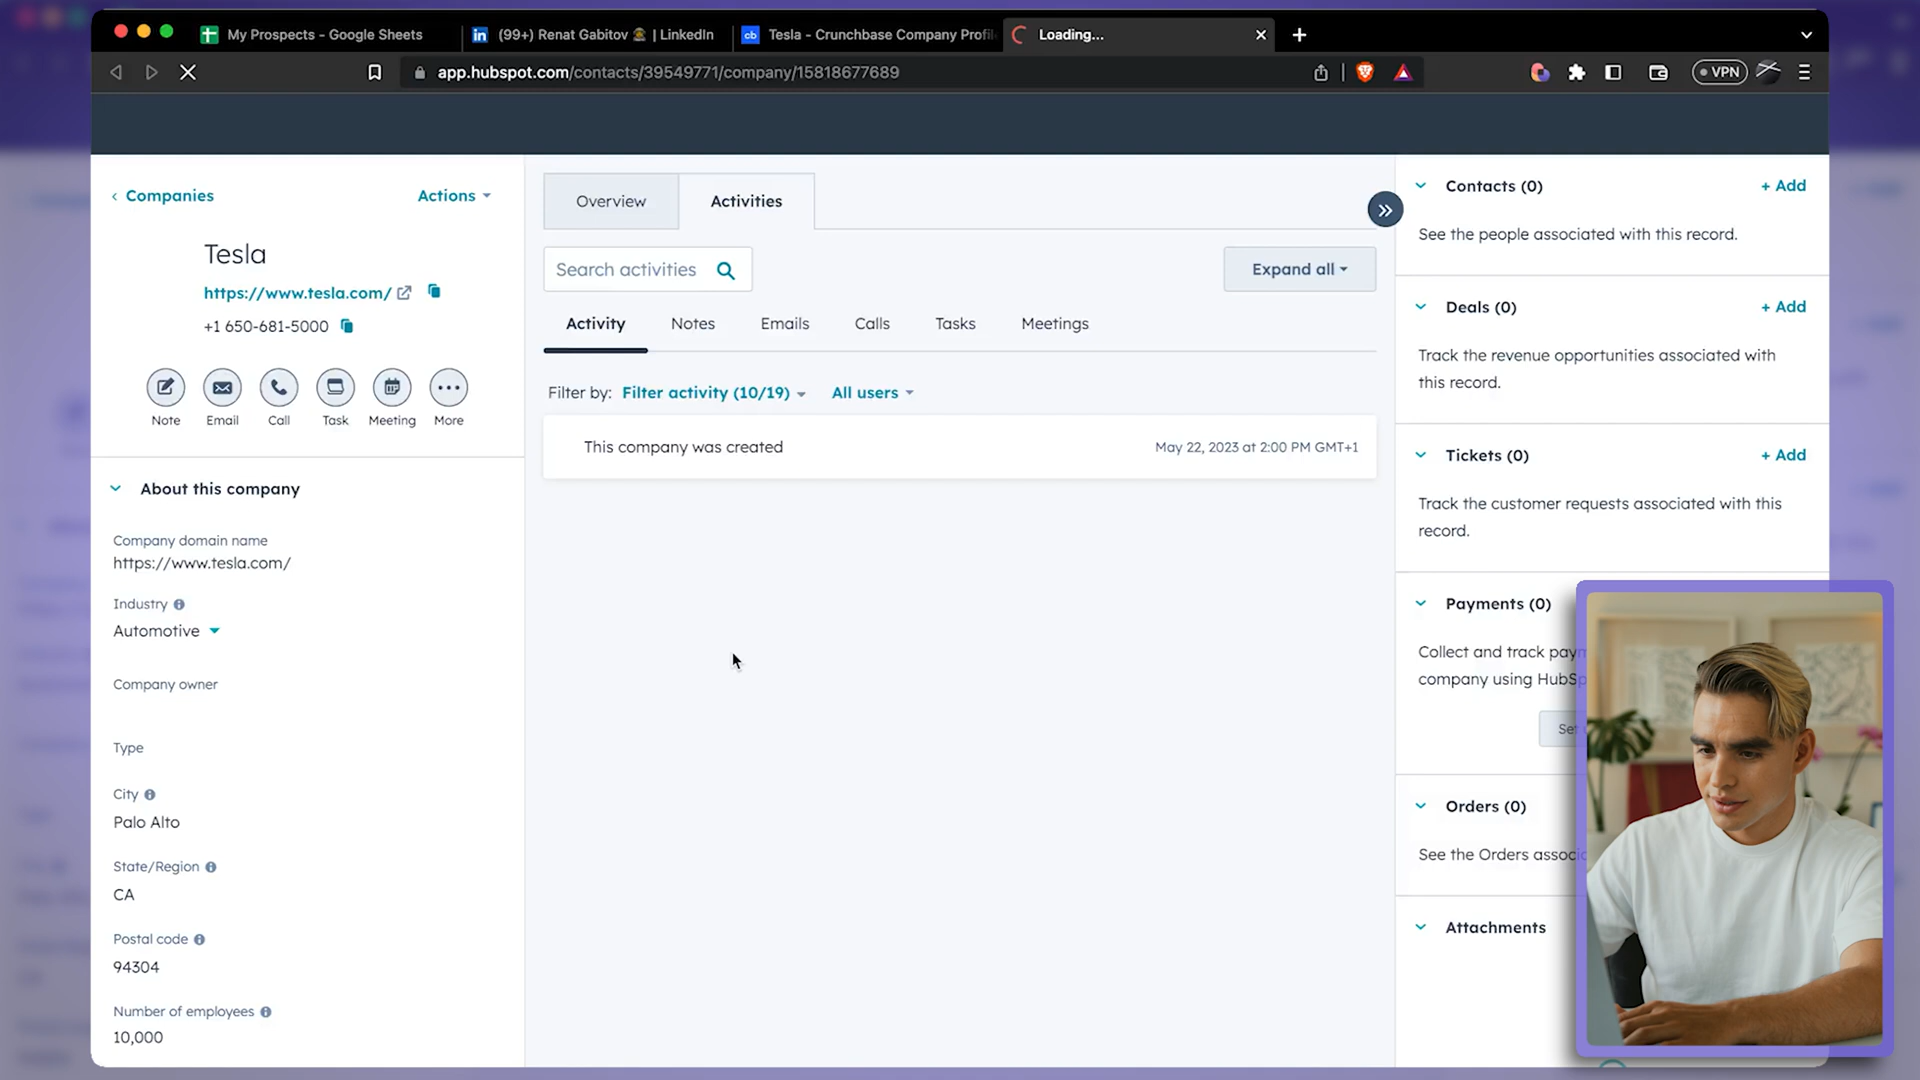 My Prospects - Google Sheets
in (99+) Renat Gabitov | LinkedIn
cb Tesla - Crunchbase Company Profil
Loading...
app.hubspot.com/contacts/39549771/company/15818677689
VPN
Companies
Actions
Tesla
https://www.tesla.com/
+1 650-681-5000
Note Email Call Task Meeting More
About this company
Company domain name
https://www.tesla.com/
Industry
Automotive
Company owner
Type
City
Palo Alto
State/Region
CA
Postal code
94304
Number of employees
10,000
Overview
Activities
Search activities
Expand all
Activity Notes Emails Calls Tasks Meetings
Filter by: Filter activity (10/19) All users
This company was created
May 22, 2023 at 2:00 PM GMT+1
Contacts (0)
+ Add
See the people associated with this record.
Deals (0)
+ Add
Track the revenue opportunities associated with
this record.
Tickets (0)
+ Add
Track the customer requests associated with this
record.
Payments (0)
Collect and track
company using
Orders (0)
See the Orders
Attachments